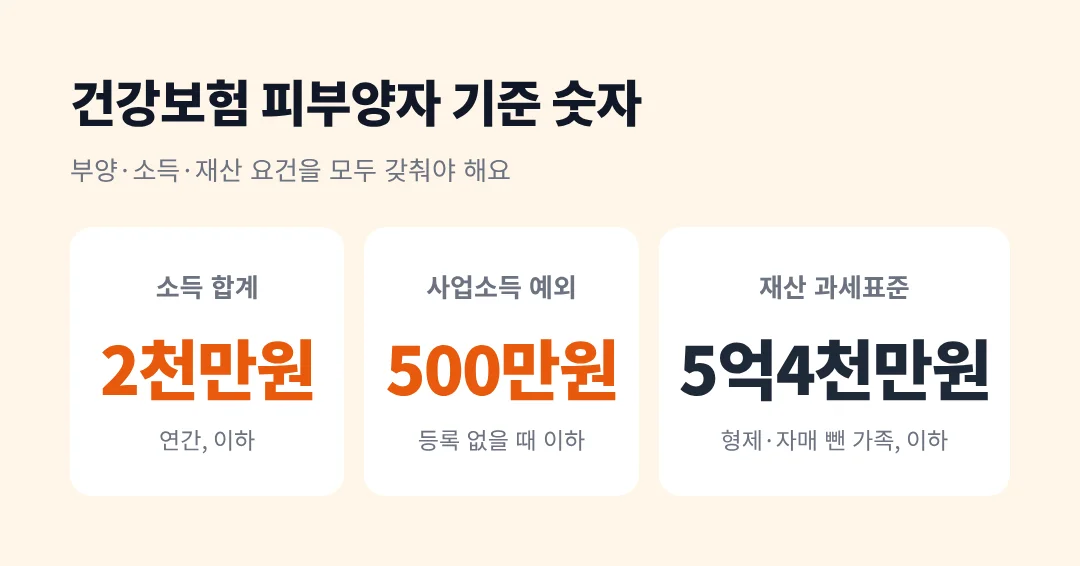 건강보험 피부양자 기준 숫자
부양·소득·재산 요건을 모두 갖춰야 해요
소득 합계
2천만원
연간, 이하
사업소득 예외
500만원
등록 없을 때 이하
재산 과세표준
5억4천만원
형제·자매 뺀 가족, 이하